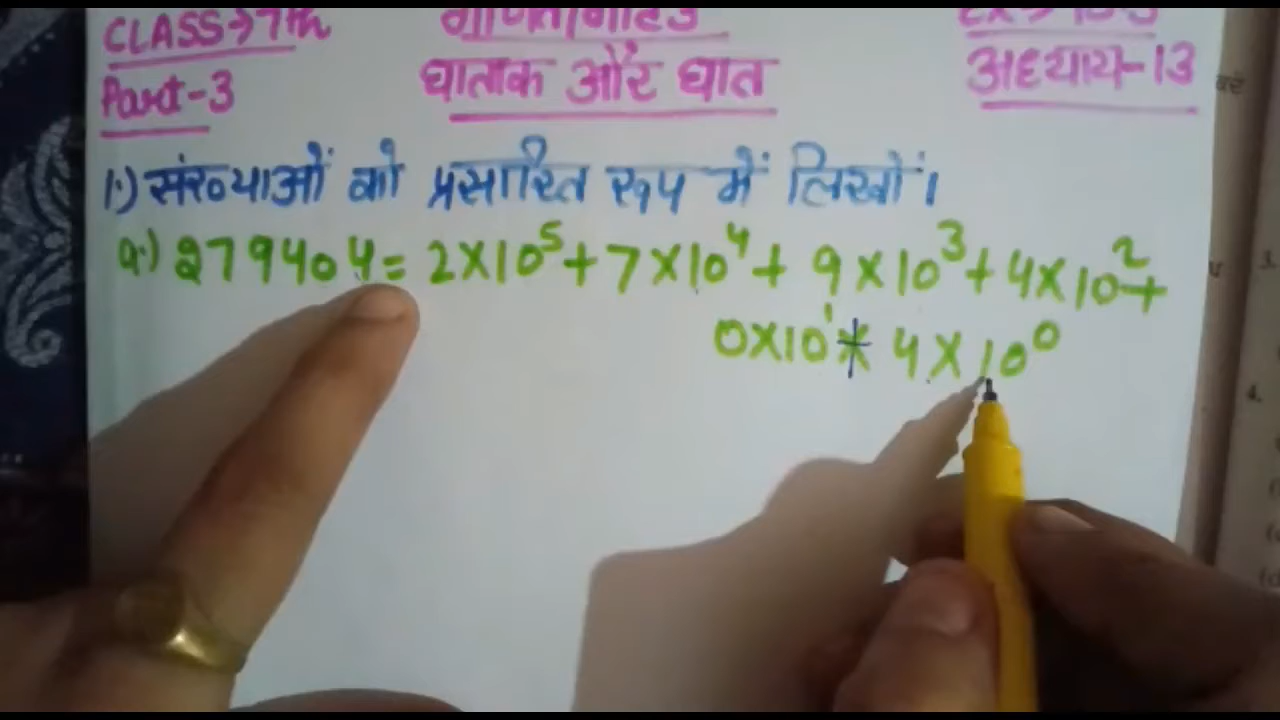 CLASS→7th
Part-3
घाताक और घात
अध्याय-13
1.) संख्याओं को प्रसारित रूप में लिखों।
a.) 279404 = 2×10⁵+7×10⁴+ 9×10³+4×10²+
0×10¹+ 4×10⁰